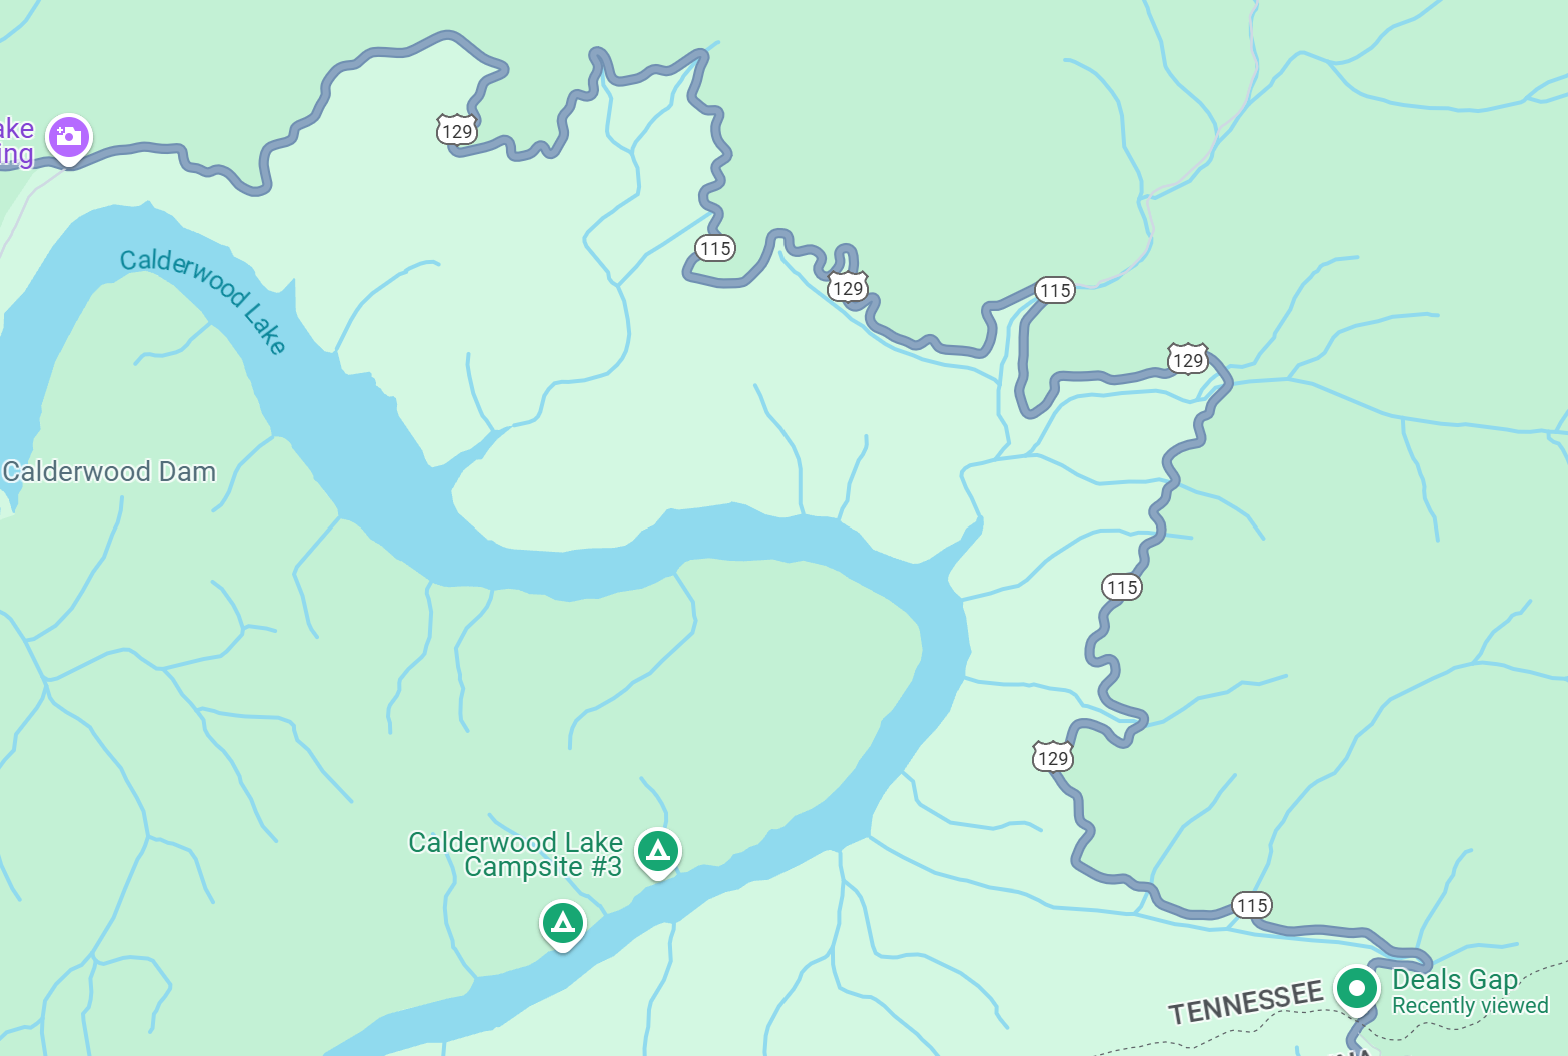 129
ake
ing
115
Calderwood Lake
129
115
129
Calderwood Dam
115
129
Calderwood Lake
Campsite #3
115
TENNESSEE
Deals Gap
Recently viewed